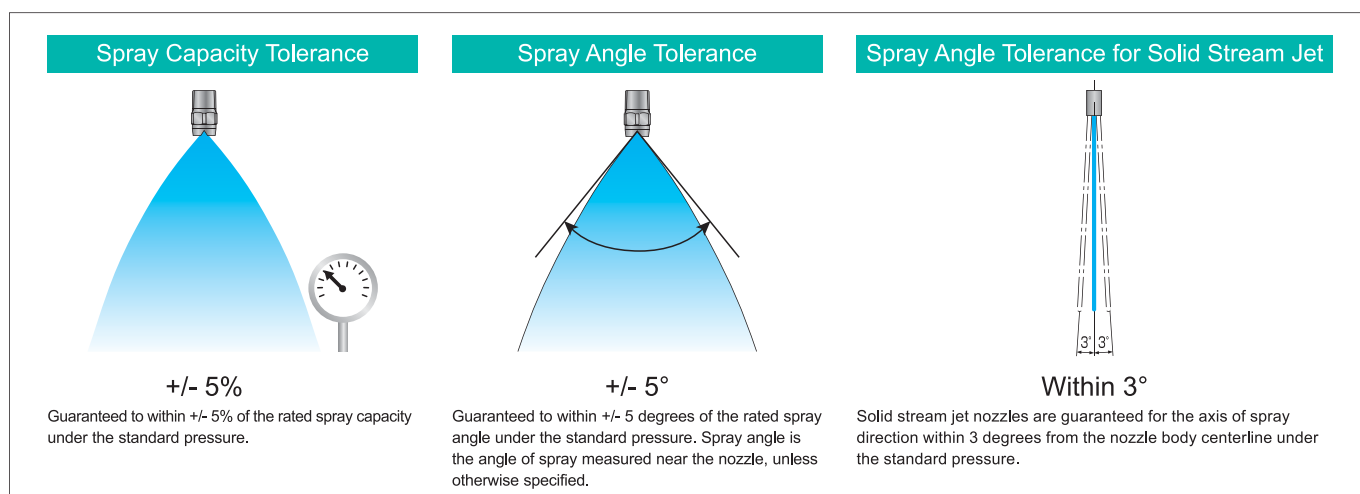 Spray Capacity Tolerance
+/- 5%
Guaranteed to within +/- 5% of the rated spray capacity
under the standard pressure.
Spray Angle Tolerance
+/- 5°
Guaranteed to within +/- 5 degrees of the rated spray
angle under the standard pressure. Spray angle is
the angle of spray measured near the nozzle, unless
otherwise specified.
Spray Angle Tolerance for Solid Stream Jet
3° 3°
Within 3°
Solid stream jet nozzles are guaranteed for the axis of spray
direction within 3 degrees from the nozzle body centerline under
the standard pressure.